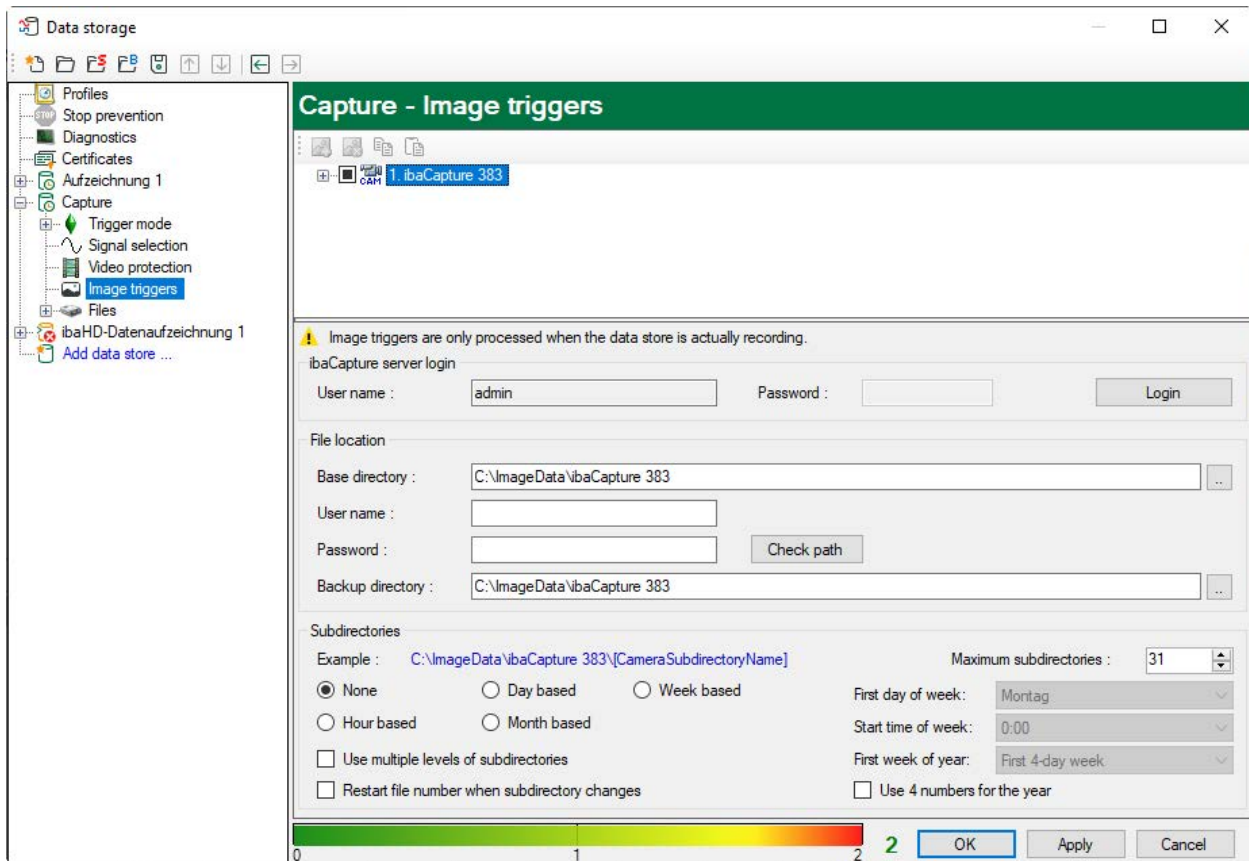 Data storage
Profiles
Stop prevention
Diagnostics
Certificates
Aufzeichnung 1
Capture
Trigger mode
Signal selection
Video protection
Image triggers
Files
ibaHD-Datenaufzeichnung 1
Add data store ...
Capture - Image triggers
CAM 1. ibaCapture 383
Image triggers are only processed when the data store is actually recording.
ibaCapture server login
User name : admin Password : Login
File location
Base directory : C:\ImageData\ibaCapture 383 ..
User name :
Password : Check path
Backup directory : C:\ImageData\ibaCapture 383 ..
Subdirectories
Example : C:\ImageData\ibaCapture 383\[CameraSubdirectoryName] Maximum subdirectories : 31
None Day based Week based First day of week: Montag
Hour based Month based Start time of week: 0:00
Use multiple levels of subdirectories First week of year: First 4-day week
Restart file number when subdirectory changes Use 4 numbers for the year
0 1 2 2 OK Apply Cancel